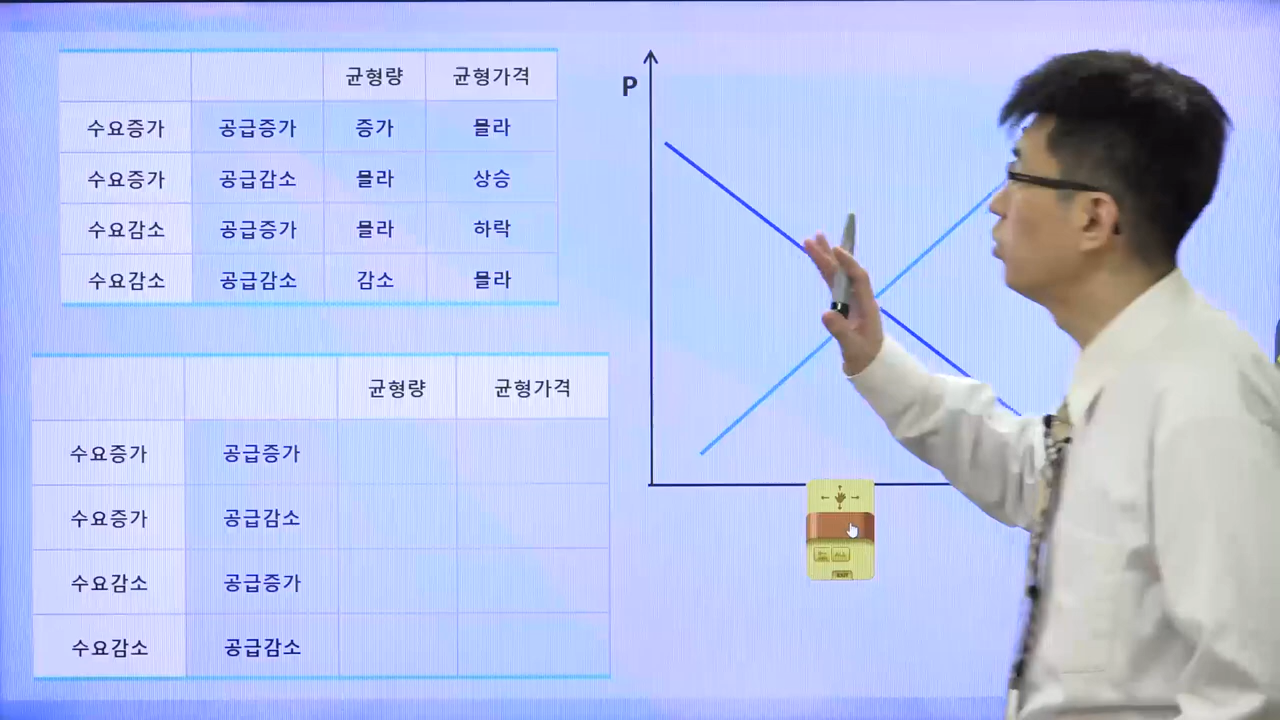 균형량 균형가격
수요증가 공급증가 증가 몰라
수요증가 공급감소 몰라 상승
수요감소 공급증가 몰라 하락
수요감소 공급감소 감소 몰라
P
균형량 균형가격
수요증가 공급증가
수요증가 공급감소
수요감소 공급증가
수요감소 공급감소
ALL
EXIT